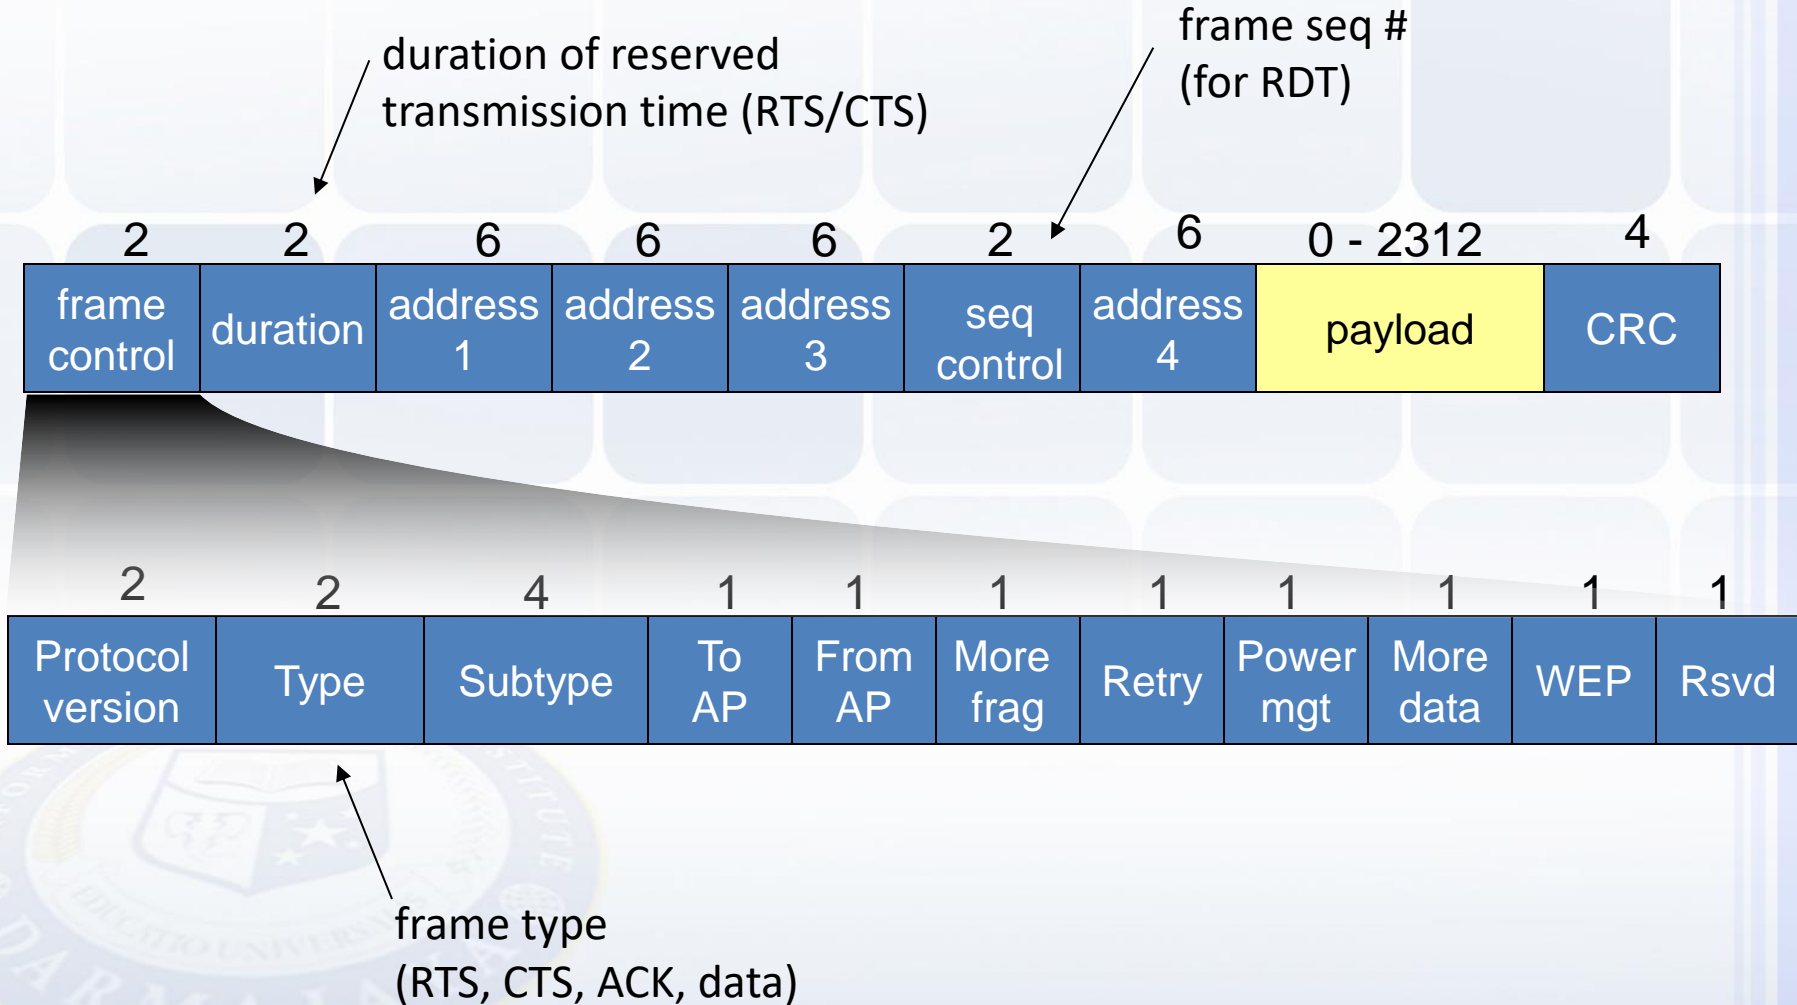 duration of reserved
transmission time (RTS/CTS)
frame seq #
(for RDT)
2 2 6 6 6 2 6 0 - 2312 4
frame control duration address 1 address 2 address 3 seq control address 4 payload CRC
2 2 4 1 1 1 1 1 1 1 1
Protocol version Type Subtype To AP From AP More frag Retry Power mgt More data WEP Rsvd
frame type
(RTS, CTS, ACK, data)
DARMAJAYA